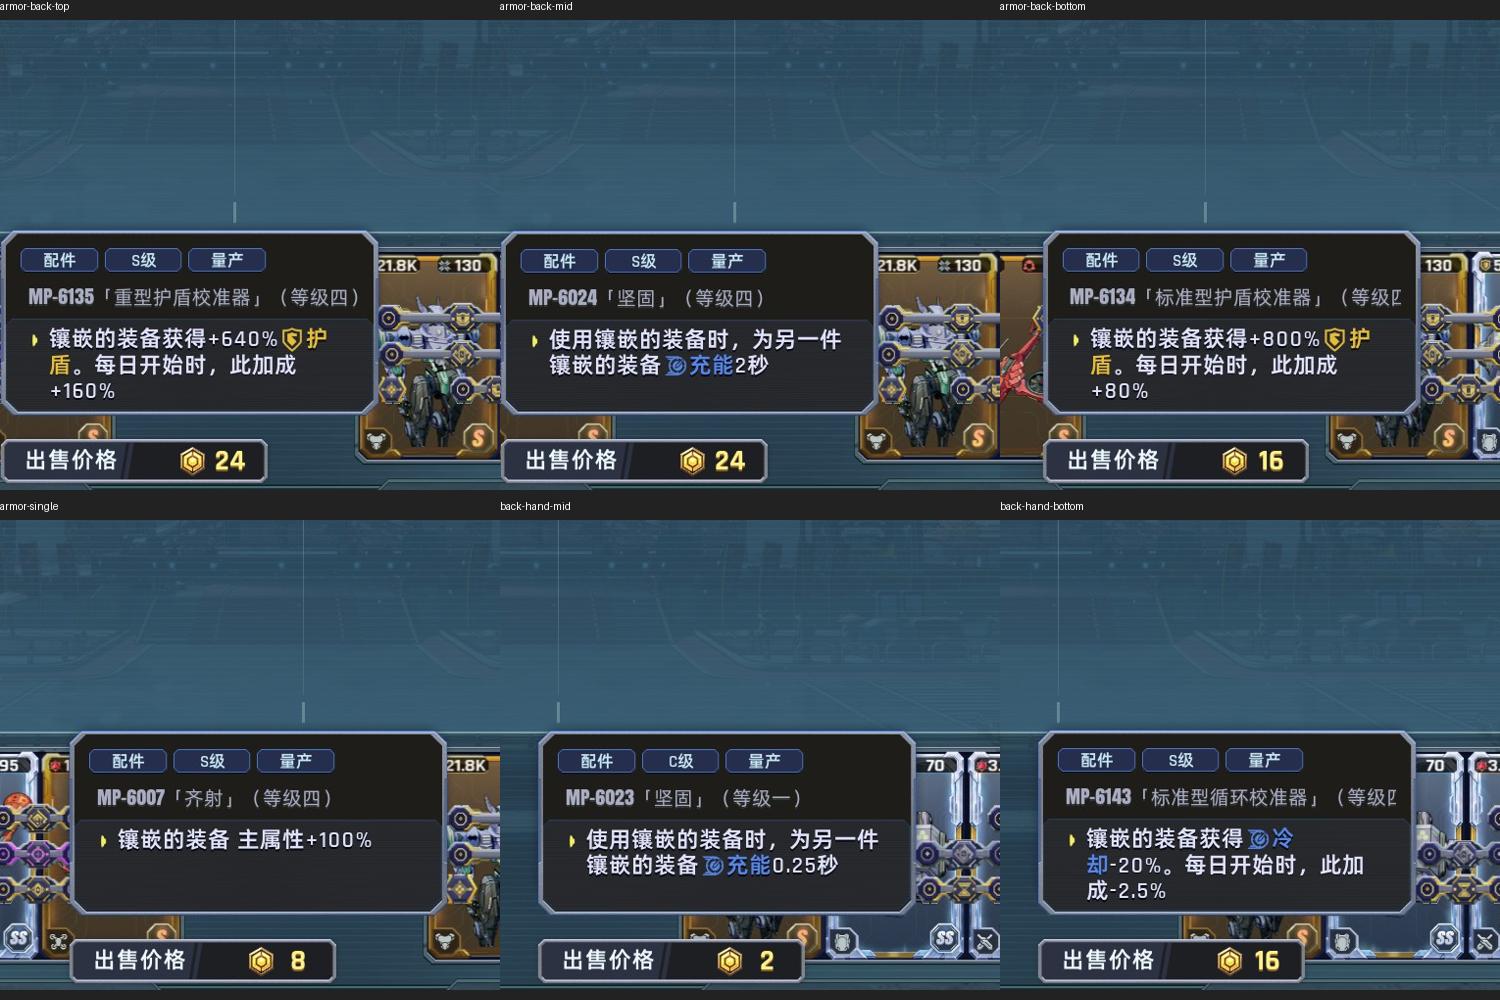 armor-back-top
配件
S级
量产
MP-6135「重型护盾校准器」（等级四）
镶嵌的装备获得+640%护
盾。每日开始时，此加成
+160%
21.8K
130
S
出售价格
24
armor-back-mid
配件
S级
量产
MP-6024「坚固」（等级四）
使用镶嵌的装备时，为另一件
镶嵌的装备充能2秒
21.8K
130
S
出售价格
24
armor-back-bottom
配件
S级
量产
MP-6134「标准型护盾校准器」（等级
镶嵌的装备获得+800%护
盾。每日开始时，此加成
+80%
130
S
出售价格
16
armor-single
95
配件
S级
量产
MP-6007「齐射」（等级四）
镶嵌的装备 主属性+100%
21.8K
SS
出售价格
8
back-hand-mid
配件
C级
量产
MP-6023「坚固」（等级一）
使用镶嵌的装备时，为另一件
镶嵌的装备充能0.25秒
70
SS
出售价格
2
back-hand-bottom
配件
S级
量产
MP-6143「标准型循环校准器」（等级
镶嵌的装备获得冷
却-20%。每日开始时，此加
成-2.5%
70
SS
出售价格
16